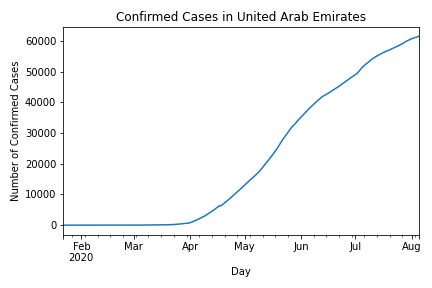 Confirmed Cases in United Arab Emirates
Number of Confirmed Cases
60000
50000
40000
30000
20000
10000
0
Feb Mar Apr May Jun Jul Aug
2020
Day